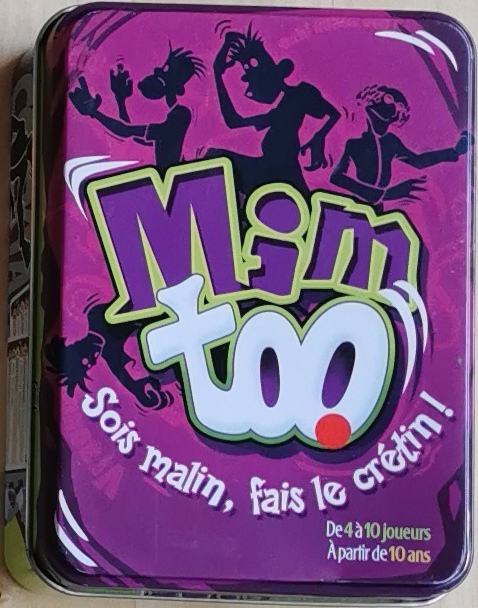 Mim
too
Sois malin, fais le crétin !
De 4 à 10 joueurs
À partir de 10 ans